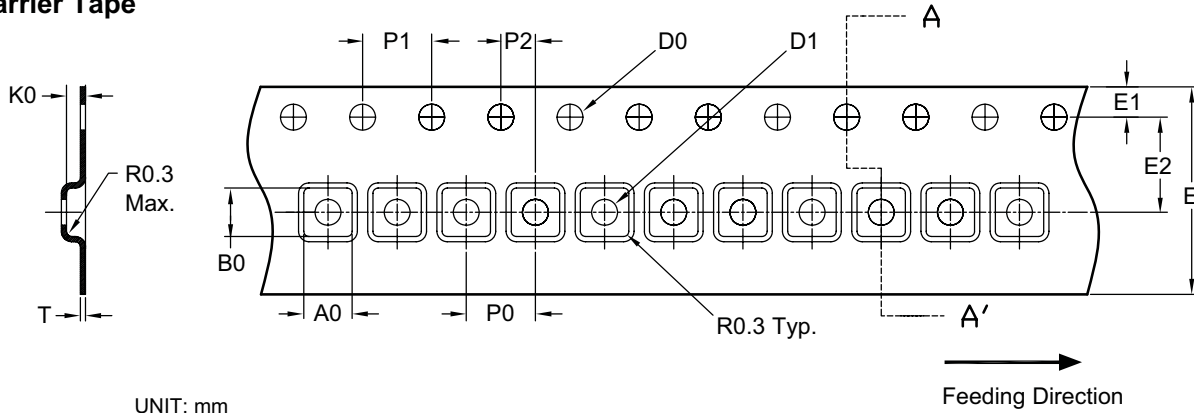 Tape
A
P1
P2
D0
D1
K0
E1
E2
R0.3
Max.
B0
T
A0
P0
R0.3 Typ.
A'
Feeding Direction
UNIT: mm